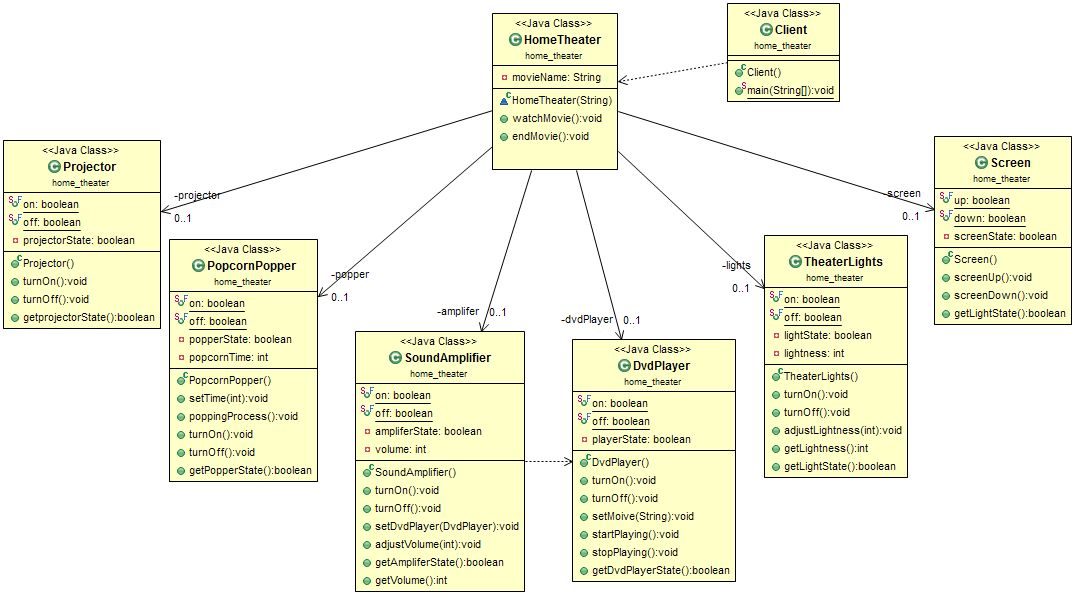 <<Java Class>>
HomeTheater
home_theater
movieName: String
HomeTheater(String)
watchMovie():void
endMovie():void
<<Java Class>>
Client
home_theater
Client()
main(String[]):void
<<Java Class>>
Projector
home_theater
on: boolean
off: boolean
projectorState: boolean
Projector()
turnOn():void
turnOff():void
getprojectorState():boolean
-projector
0..1
<<Java Class>>
PopcornPopper
home_theater
on: boolean
off: boolean
popperState: boolean
popcornTime: int
PopcornPopper()
setTime(int):void
poppingProcess():void
turnOn():void
turnOff():void
getPopperState():boolean
-popper
0..1
<<Java Class>>
SoundAmplifier
home_theater
on: boolean
off: boolean
ampliferState: boolean
volume: int
SoundAmplifier()
turnOn():void
turnOff():void
setDvdPlayer(DvdPlayer):void
adjustVolume(int):void
getAmpliferState():boolean
getVolume():int
-amplifer
0..1
<<Java Class>>
DvdPlayer
home_theater
on: boolean
off: boolean
playerState: boolean
DvdPlayer()
turnOn():void
turnOff():void
setMoive(String):void
startPlaying():void
stopPlaying():void
getDvdPlayerState():boolean
-dvdPlayer
0..1
<<Java Class>>
TheaterLights
home_theater
on: boolean
off: boolean
lightState: boolean
lightness: int
TheaterLights()
turnOn():void
turnOff():void
adjustLightness(int):void
getLightness():int
getLightState():boolean
-lights
0..1
<<Java Class>>
Screen
home_theater
up: boolean
down: boolean
screenState: boolean
Screen()
screenUp():void
screenDown():void
getLightState():boolean
-screen
0..1